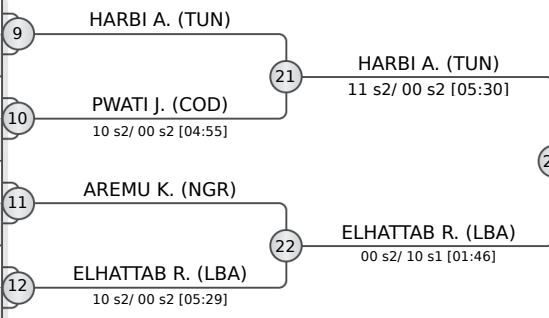 9
HARBI A. (TUN)
21
HARBI A. (TUN)
11 s2/ 00 s2 [05:30]
10
PWATI J. (COD)
10 s2/ 00 s2 [04:55]
11
AREMU K. (NGR)
22
ELHATTAB R. (LBA)
00 s2/ 10 s1 [01:46]
12
ELHATTAB R. (LBA)
10 s2/ 00 s2 [05:29]